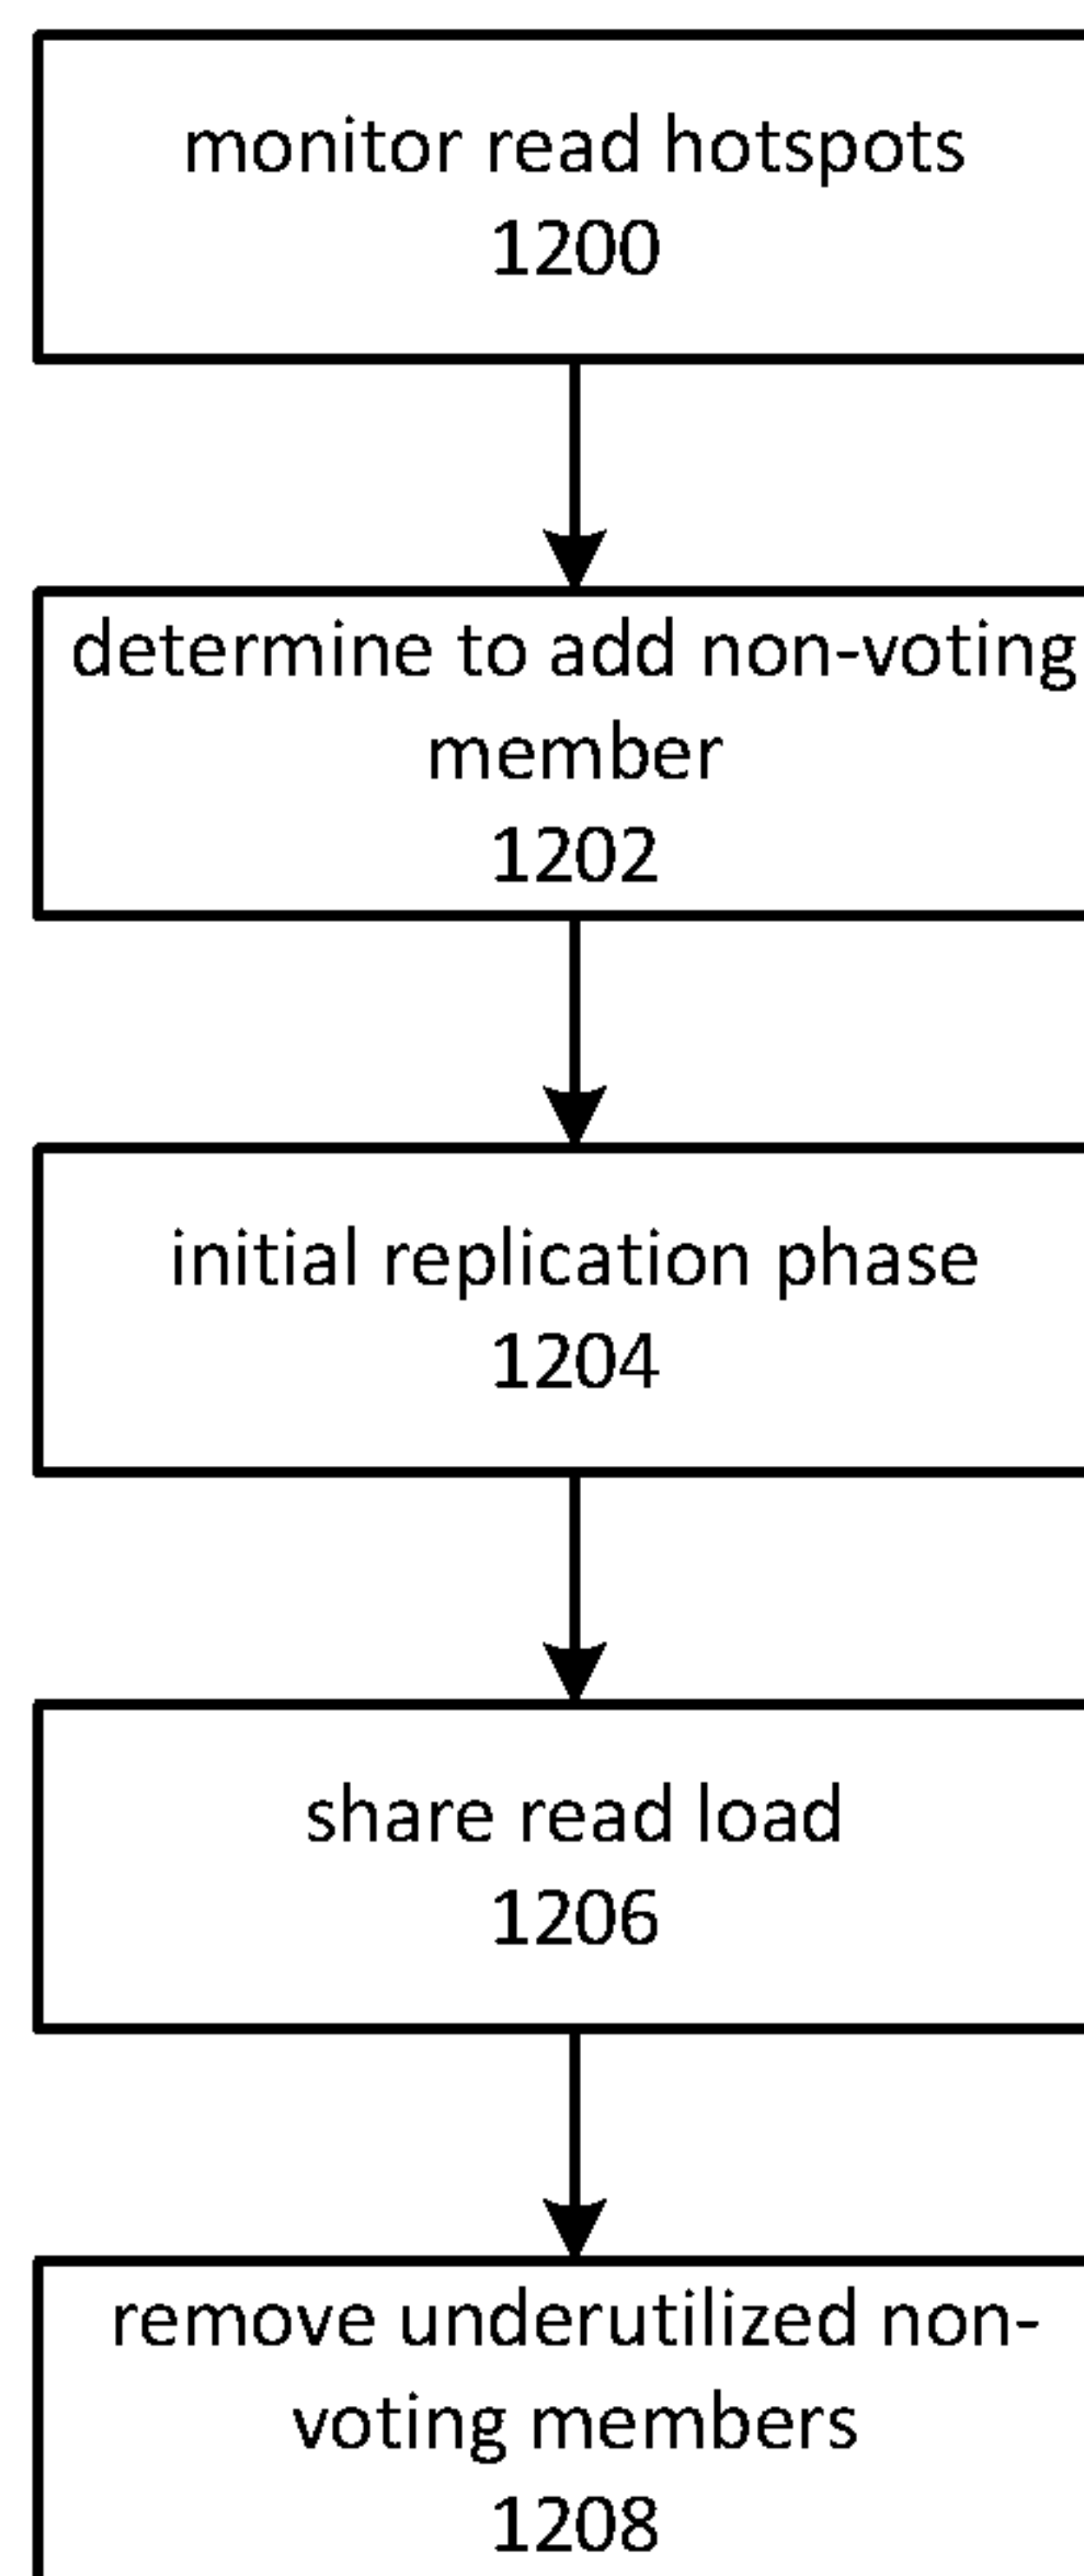 monitor read hotspots
1200
determine to add non-voting
member
1202
initial replication phase
1204
share read load
1206
remove underutilized non-
voting members
1208